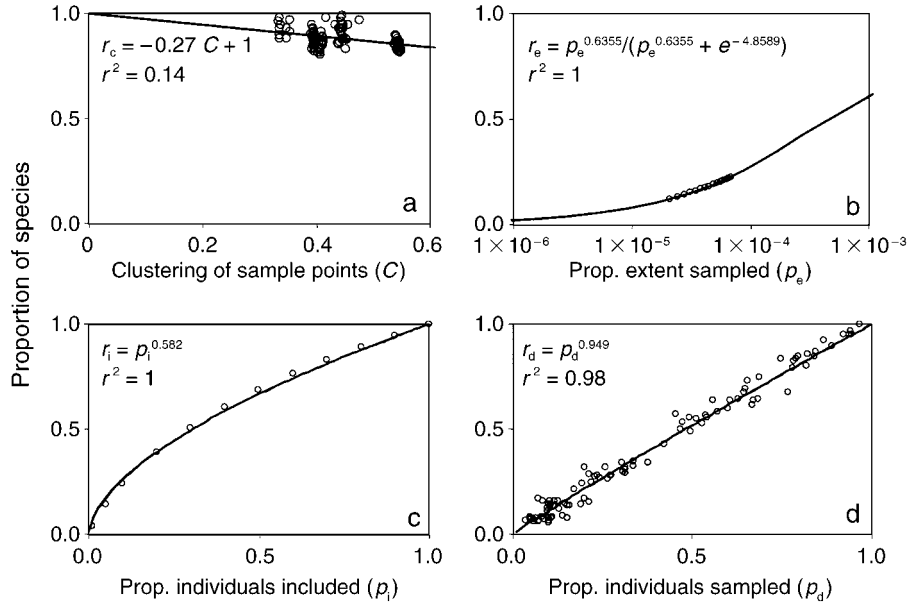 Proportion of species
1.0
0.5
0.0
r_c = −0.27 C + 1
r² = 0.14
a
0 0.2 0.4 0.6
Clustering of sample points (C)
1.0
0.5
0.0
r_e = p_e^0.6355/(p_e^0.6355 + e^−4.8589)
r² = 1
b
1 × 10⁻⁶ 1 × 10⁻⁵ 1 × 10⁻⁴ 1 × 10⁻³
Prop. extent sampled (p_e)
1.0
0.5
0.0
r_i = p_i^0.582
r² = 1
c
0.0 0.5 1.0
Prop. individuals included (p_i)
1.0
0.5
0.0
r_d = p_d^0.949
r² = 0.98
d
0.0 0.5 1.0
Prop. individuals sampled (p_d)